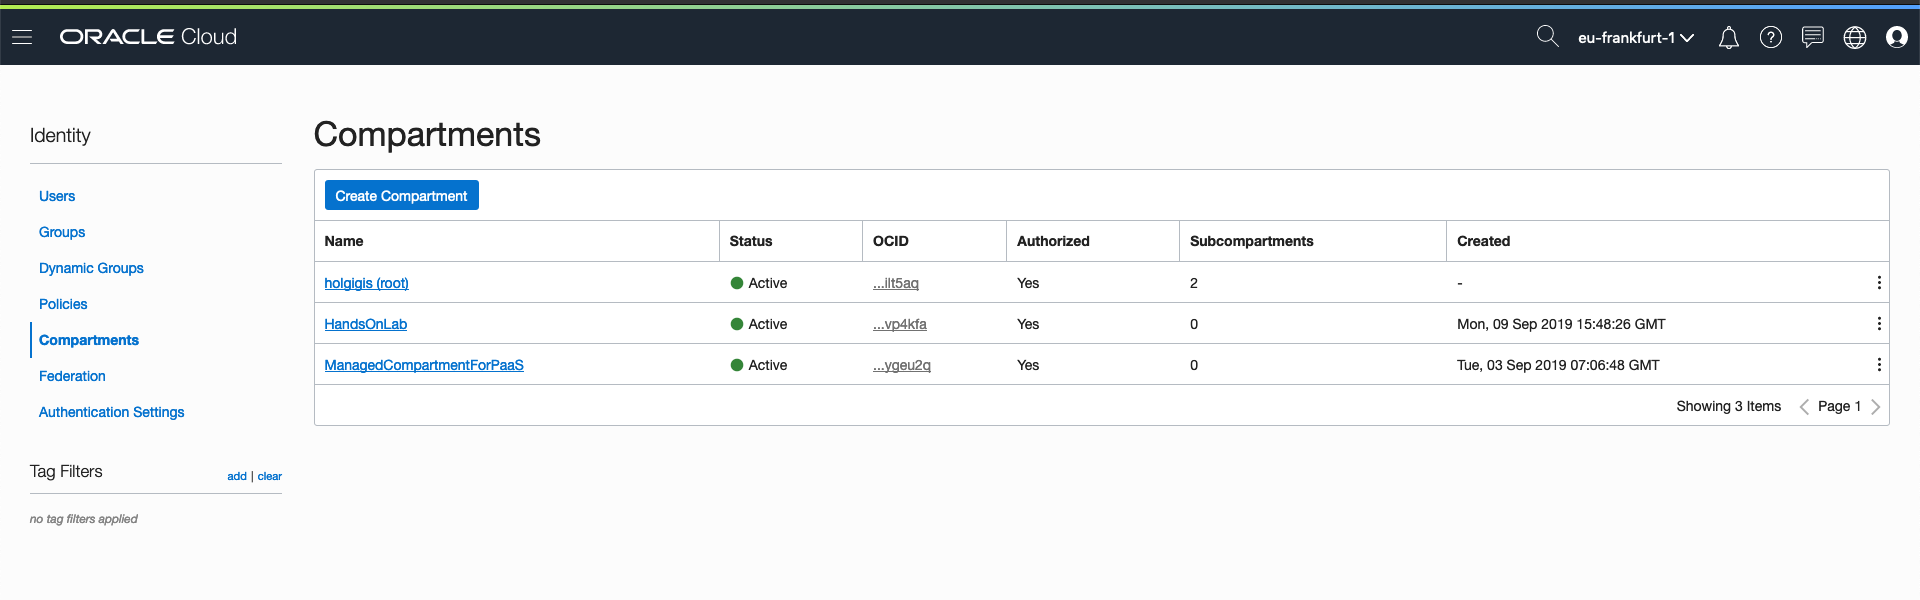 ORACLE Cloud
eu-frankfurt-1
Identity
Users
Groups
Dynamic Groups
Policies
Compartments
Federation
Authentication Settings
Tag Filters add | clear
no tag filters applied
Compartments
Create Compartment
Name Status OCID Authorized Subcompartments Created
holgigis (root) Active ...ilt5aq Yes 2 -
HandsOnLab Active ...vp4kfa Yes 0 Mon, 09 Sep 2019 15:48:26 GMT
ManagedCompartmentForPaaS Active ...ygeu2q Yes 0 Tue, 03 Sep 2019 07:06:48 GMT
Showing 3 Items Page 1